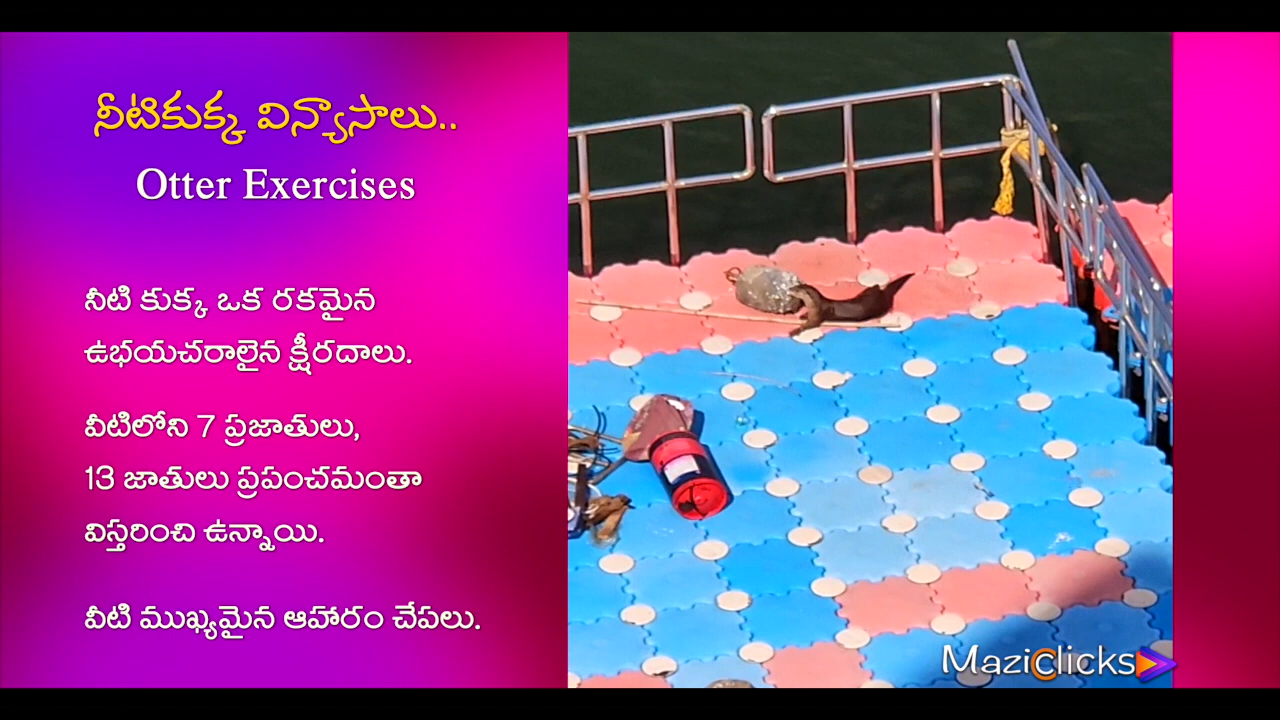 నీటికుక్క విన్యాసాలు..
Otter Exercises
నీటి కుక్క ఒక రకమైన
ఉభయచరాలైన క్షీరదాలు.
వీటిలోని 7 ప్రజాతులు,
13 జాతులు ప్రపంచమంతా
విస్తరించి ఉన్నాయి.
వీటి ముఖ్యమైన ఆహారం చేపలు.
MaziClicks